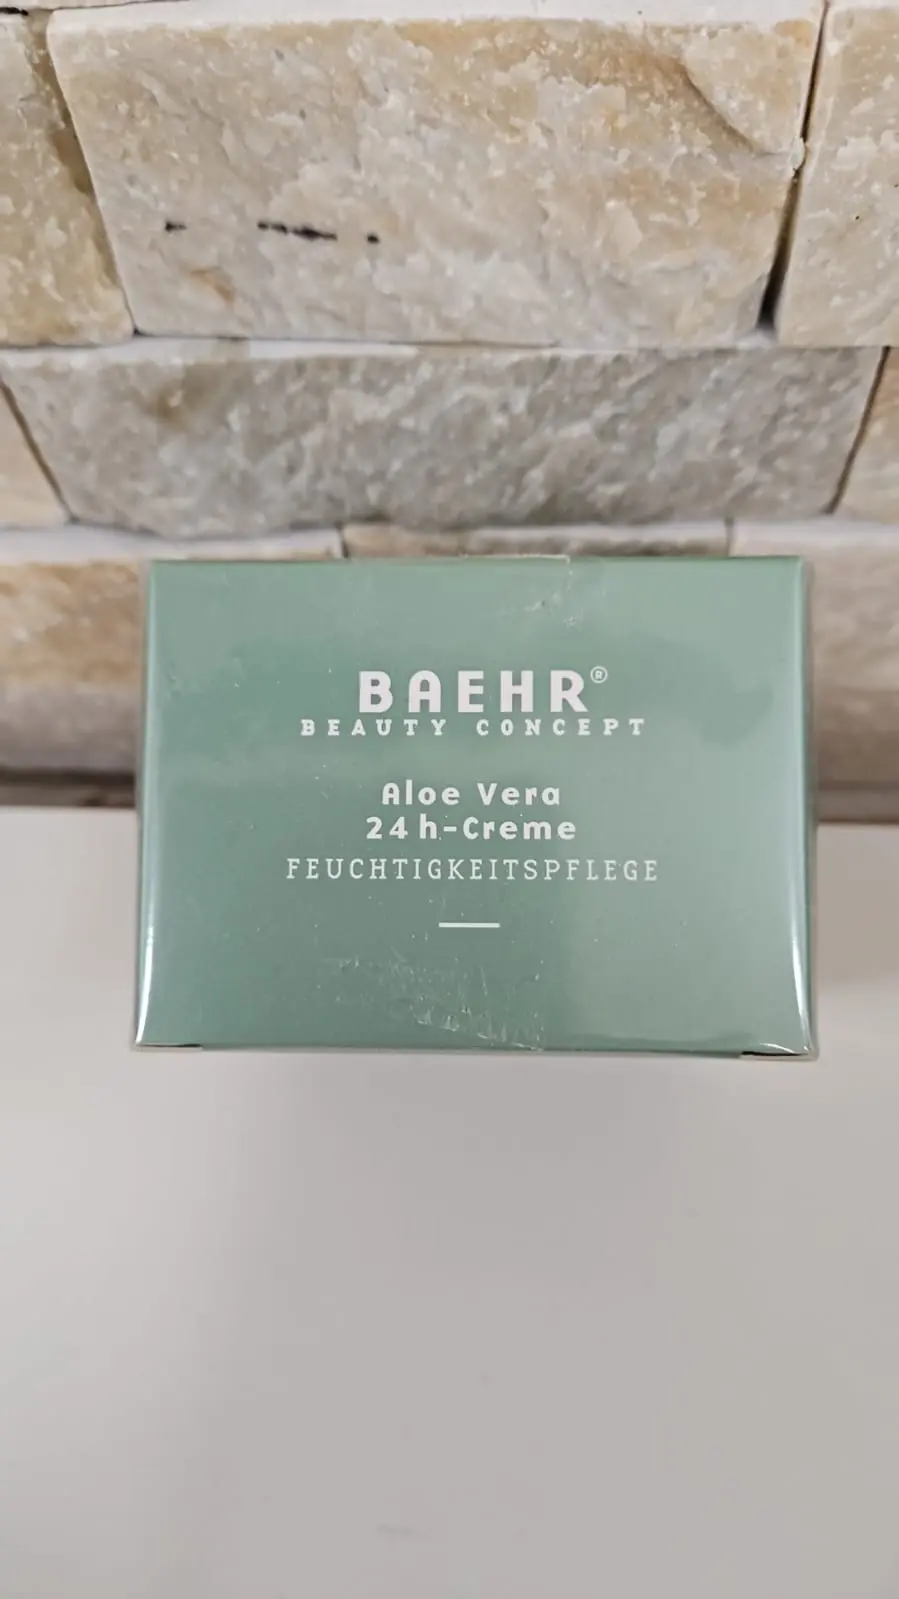 BAEHR®
BEAUTY CONCEPT
Aloe Vera
24 h-Creme
FEUCHTIGKEITSPFLEGE